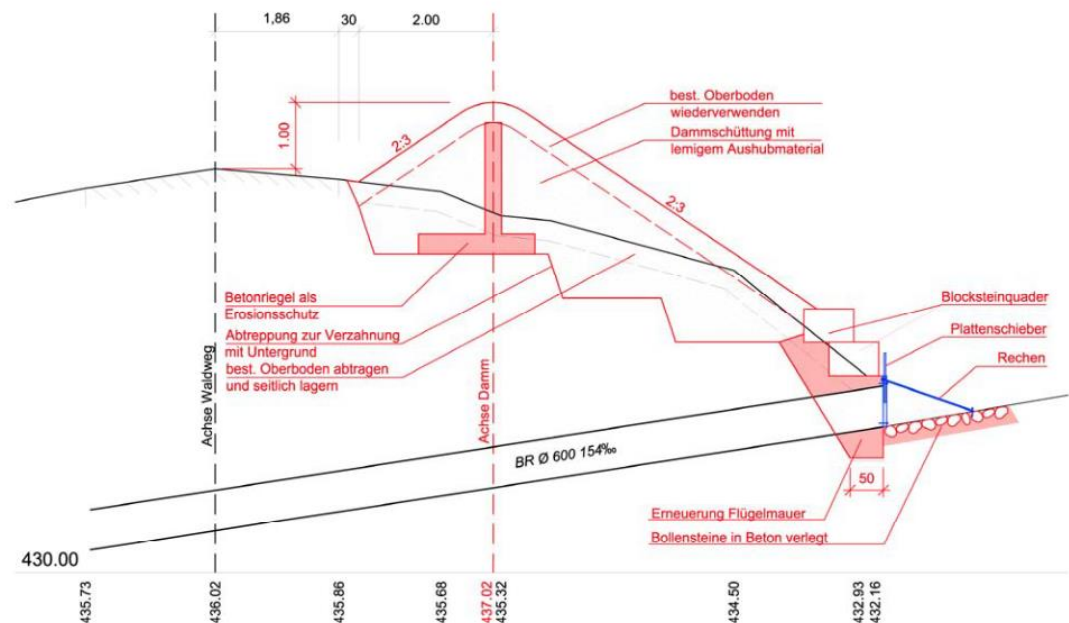 1,86
30
2.00
1.00
2:3
2:3
best. Oberboden
wiederverwenden
Dammschüttung mit
lemigem Aushubmaterial
Betonriegel als
Erosionsschutz
Abtreppung zur Verzahnung
mit Untergrund
best. Oberboden abtragen
und seitlich lagern
Blocksteinquader
Plattenschieber
Rechen
Achse Waldweg
Achse Damm
BR Ø 600 154‰
50
Erneuerung Flügelmauer
Bollensteine in Beton verlegt
430.00
435.73
436.02
435.86
435.68
437.02
435.32
434.50
432.93
432.16